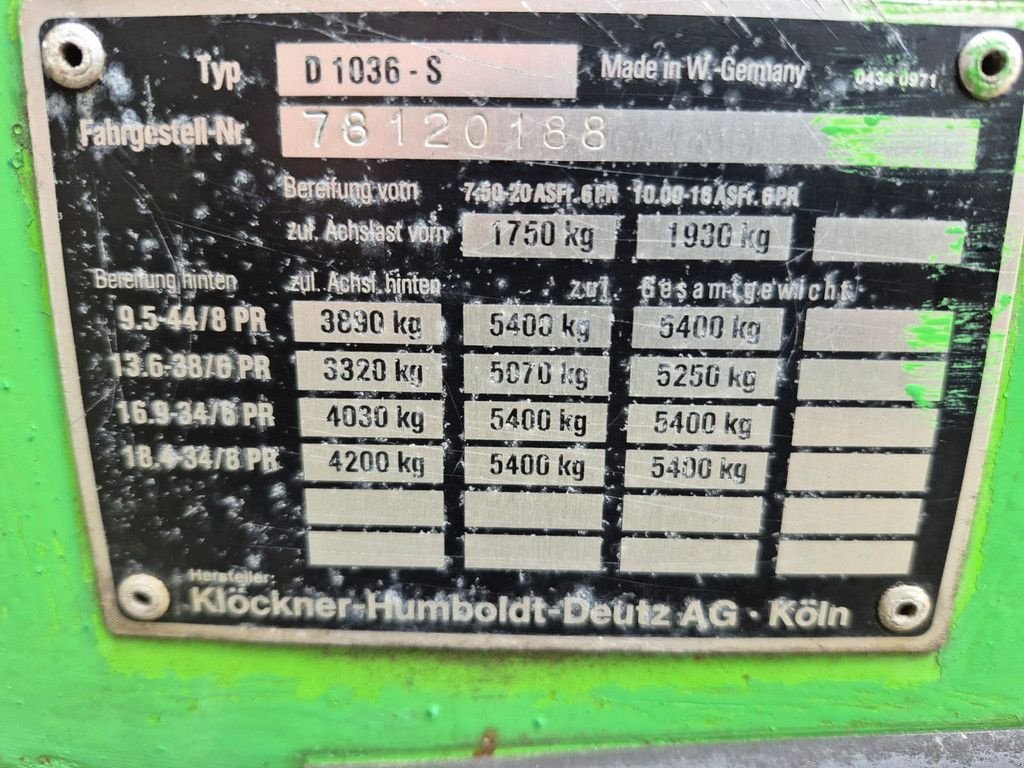 Typ D 1036 - S Made in W.-Germany 0434 0971
Fahrgestell-Nr. 78120188
Bereifung vorn 7.50-20 ASFr. 6 PR 10.00-16 ASFr. 6 PR
zul. Achslast vorn 1750 kg 1930 kg
Bereifung hinten zul. Achsl. hinten zul. Gesamtgewicht
9.5-44/8 PR 3890 kg 5400 kg 5400 kg
13.6-38/6 PR 3320 kg 5070 kg 5250 kg
16.9-34/6 PR 4030 kg 5400 kg 5400 kg
18.4-34/8 PR 4200 kg 5400 kg 5400 kg
Hersteller:
Klöckner-Humboldt-Deutz AG · Köln